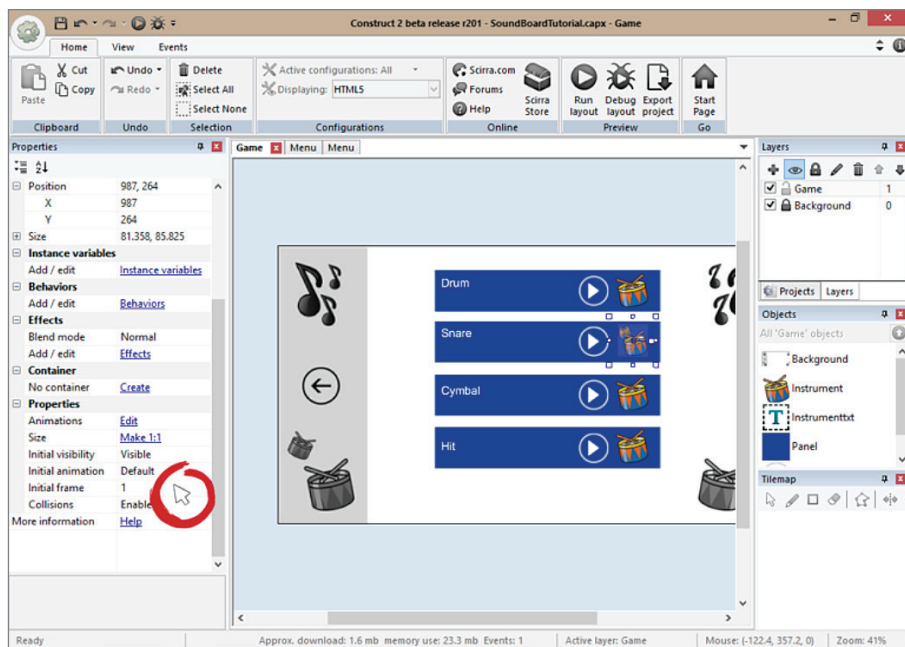 Construct 2 beta release r201 - SoundBoardTutorial.capx - Game
Home View Events
Paste
Cut
Copy
Clipboard
Undo
Redo
Undo
Delete
Select All
Select None
Selection
Active configurations: All
Displaying: HTML5
Configurations
Scirra.com
Forums
Help
Scirra Store
Online
Run layout
Debug layout
Export project
Preview
Start Page
Go
Properties
Position 987, 264
X 987
Y 264
Size 81.358, 85.825
Instance variables
Add / edit Instance variables
Behaviors
Add / edit Behaviors
Effects
Blend mode Normal
Add / edit Effects
Container
No container Create
Properties
Animations Edit
Size Make 1:1
Initial visibility Visible
Initial animation Default
Initial frame 1
Collisions Enable
More information Help
Game Menu Menu
Drum
Snare
Cymbal
Hit
Layers
Game 1
Background 0
Projects Layers
Objects
All 'Game' objects
Background
Instrument
T Instrumenttxt
Panel
Tilemap
Ready
Approx. download: 1.6 mb memory use: 23.3 mb Events: 1
Active layer: Game
Mouse: (-122.4, 357.2, 0)
Zoom: 41%